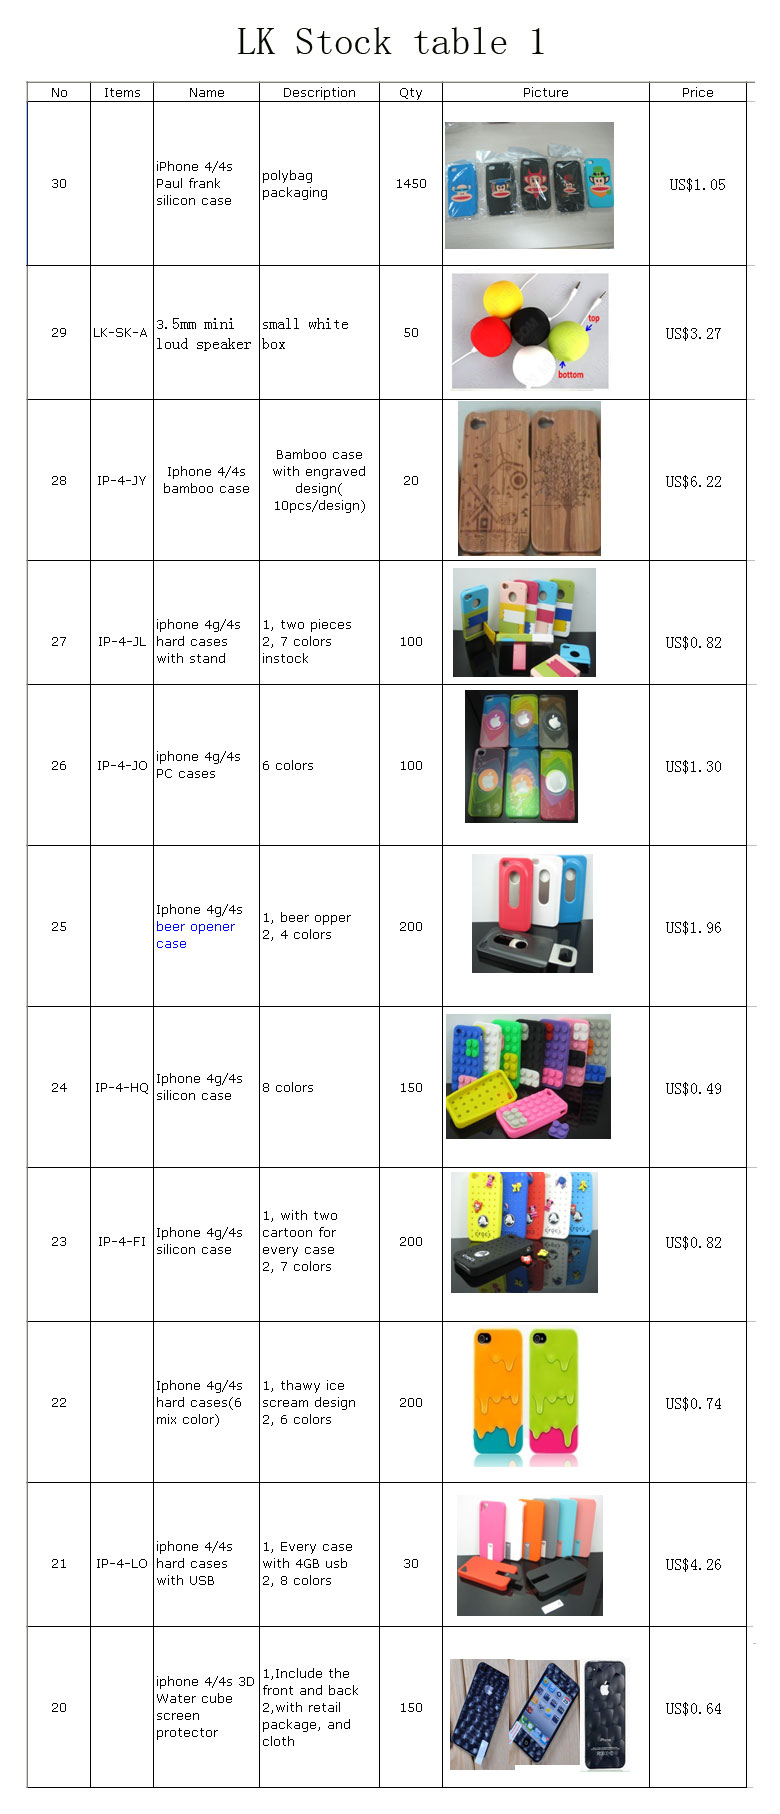 LK Stock table 1
No Items Name Description Qty Picture Price
30
iPhone 4/4s
Paul frank
silicon case
polybag
packaging
1450
US$1.05
29
LK-SK-A
3.5mm mini
loud speaker
small white
box
50
top
bottom
US$3.27
28
IP-4-JY
Iphone 4/4s
bamboo case
Bamboo case
with engraved
design(
10pcs/design)
20
US$6.22
27
IP-4-JL
iphone 4g/4s
hard cases
with stand
1, two pieces
2, 7 colors
instock
100
US$0.82
26
IP-4-JO
iphone 4g/4s
PC cases
6 colors
100
US$1.30
25
Iphone 4g/4s
beer opener
case
1, beer opper
2, 4 colors
200
US$1.96
24
IP-4-HQ
Iphone 4g/4s
silicon case
8 colors
150
US$0.49
23
IP-4-FI
Iphone 4g/4s
silicon case
1, with two
cartoon for
every case
2, 7 colors
200
US$0.82
22
Iphone 4g/4s
hard cases(6
mix color)
1, thawy ice
scream design
2, 6 colors
200
US$0.74
21
IP-4-LO
iphone 4/4s
hard cases
with USB
1, Every case
with 4GB usb
2, 8 colors
30
US$4.26
20
iphone 4/4s 3D
Water cube
screen
protector
1,Include the
front and back
2,with retail
package, and
cloth
150
iPhone
US$0.64